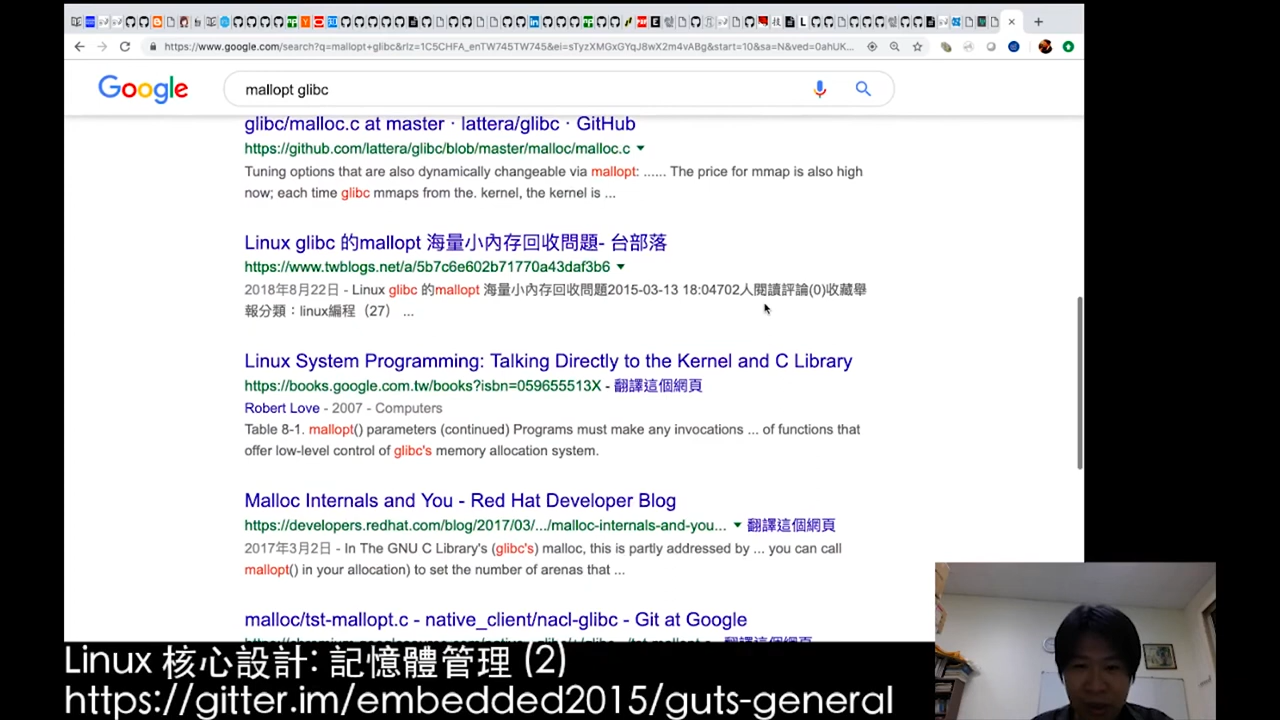 https://www.google.com/search?q=mallopt+glibc&rlz=1C5CHFA_enTW745TW745&ei=sTyzXMGxGYqJ8wX2m4vABg&start=10&sa=N&ved=0ahUK...
Google
mallopt glibc
glibc/malloc.c at master · lattera/glibc · GitHub
https://github.com/lattera/glibc/blob/master/malloc/malloc.c
Tuning options that are also dynamically changeable via mallopt: ...... The price for mmap is also high
now; each time glibc mmaps from the. kernel, the kernel is ...
Linux glibc 的mallopt 海量小內存回收問題- 台部落
https://www.twblogs.net/a/5b7c6e602b71770a43daf3b6
2018年8月22日 - Linux glibc 的mallopt 海量小內存回收問題2015-03-13 18:04702人閱讀評論(0)收藏舉
報分類：linux編程（27） ...
Linux System Programming: Talking Directly to the Kernel and C Library
https://books.google.com.tw/books?isbn=059655513X - 翻譯這個網頁
Robert Love - 2007 - Computers
Table 8-1. mallopt() parameters (continued) Programs must make any invocations ... of functions that
offer low-level control of glibc's memory allocation system.
Malloc Internals and You - Red Hat Developer Blog
https://developers.redhat.com/blog/2017/03/.../malloc-internals-and-you... 翻譯這個網頁
2017年3月2日 - In The GNU C Library's (glibc's) malloc, this is partly addressed by ... you can call
mallopt() in your allocation) to set the number of arenas that ...
malloc/tst-mallopt.c - native_client/nacl-glibc - Git at Google
Linux 核心設計: 記憶體管理 (2)
https://gitter.im/embedded2015/guts-general